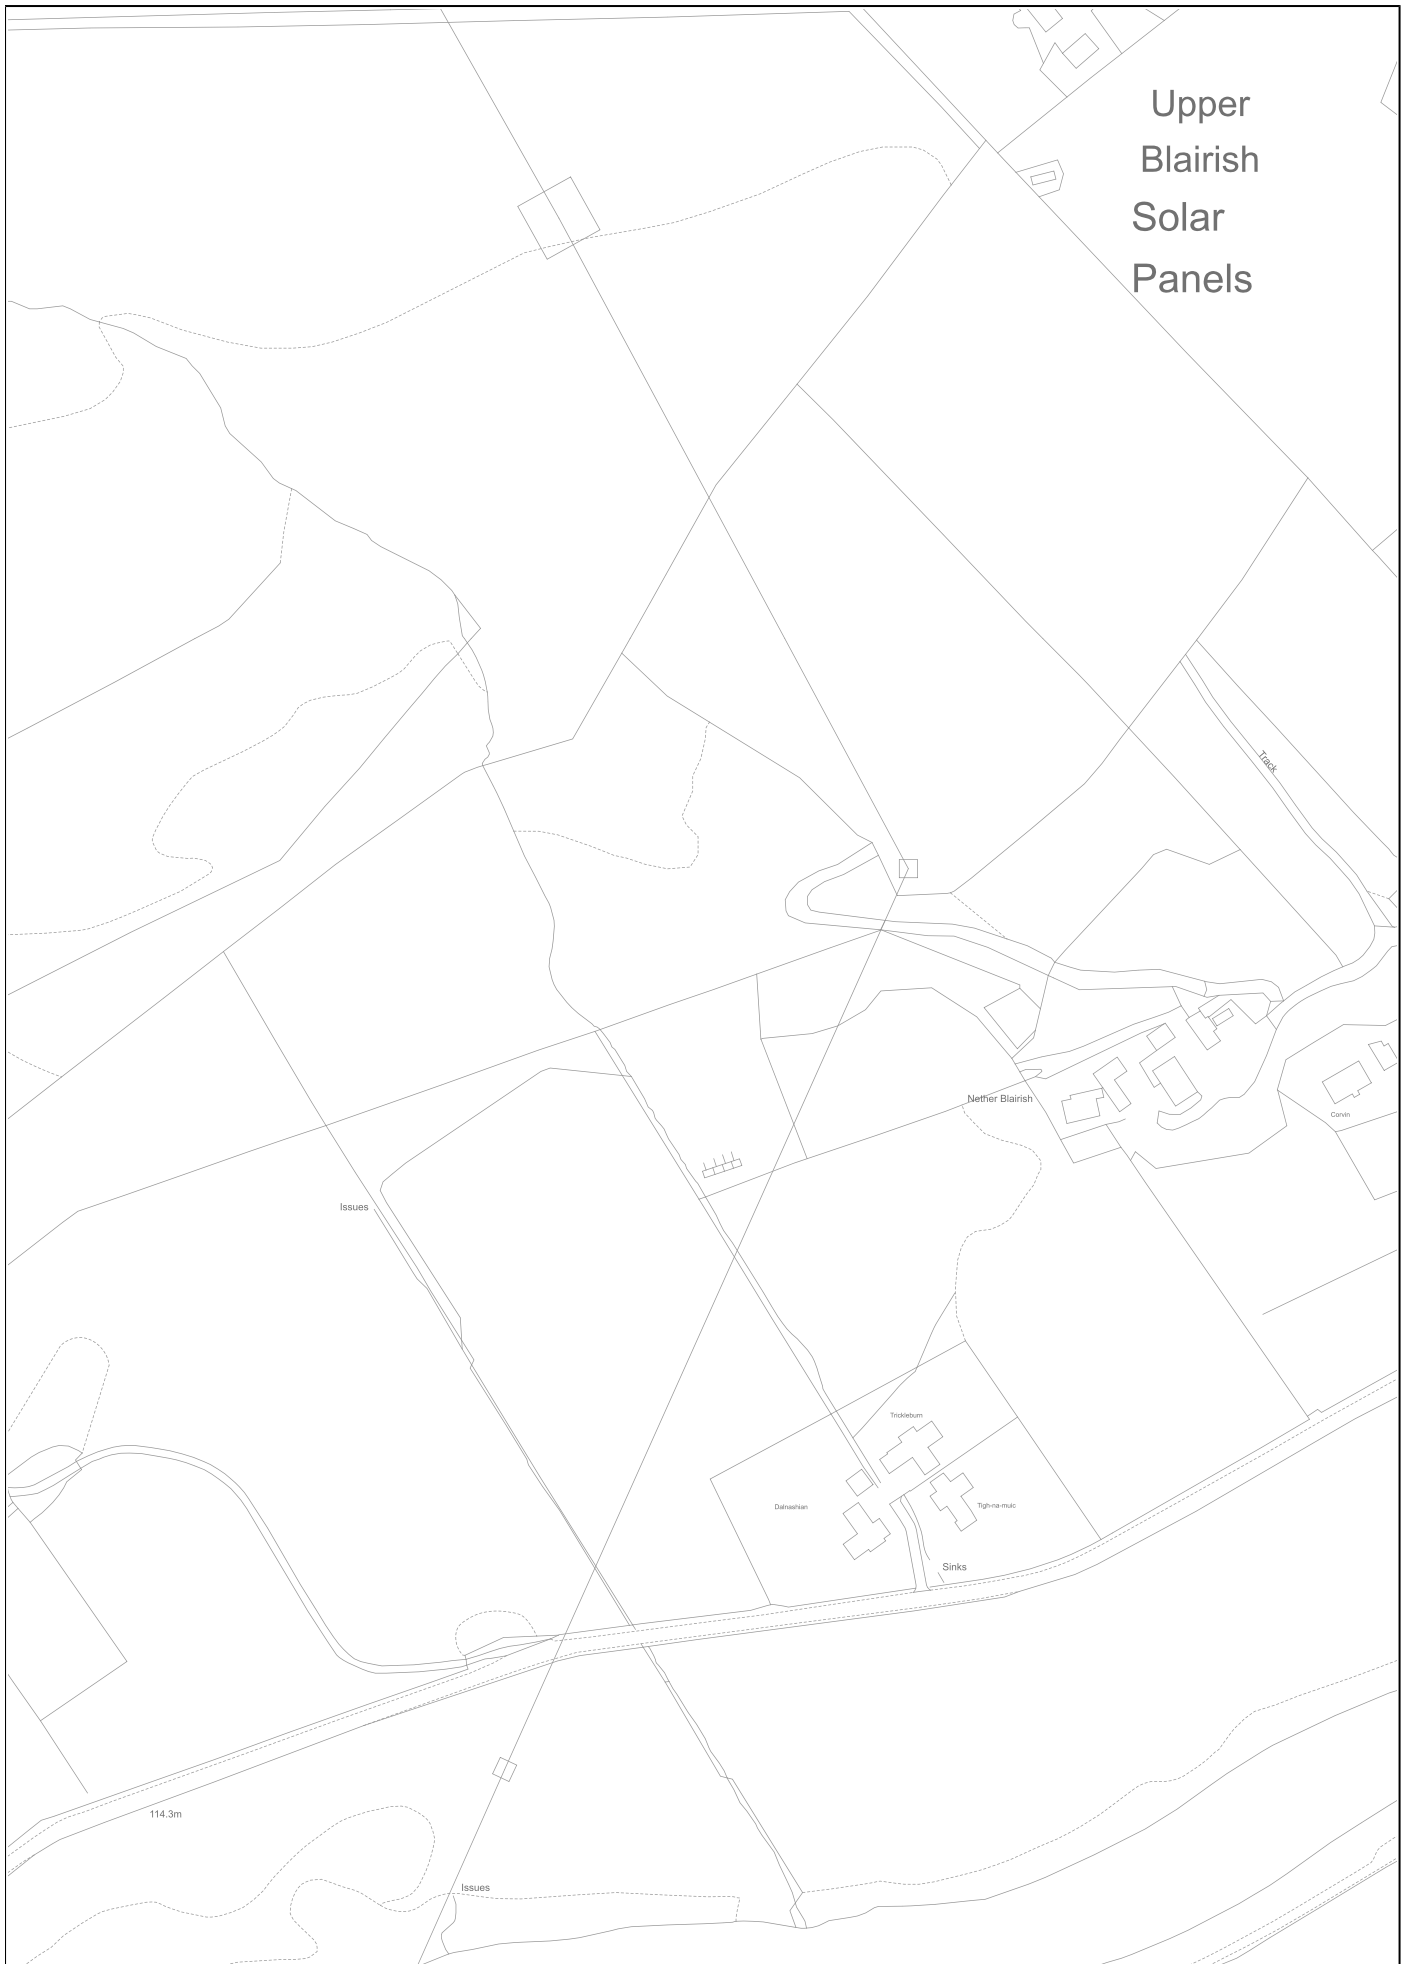 Upper
Blairish
Solar
Panels
Track
Nether Blairish
Corvin
Issues
Trickleburn
Dalnashian
Tigh-na-muic
Sinks
114.3m
Issues